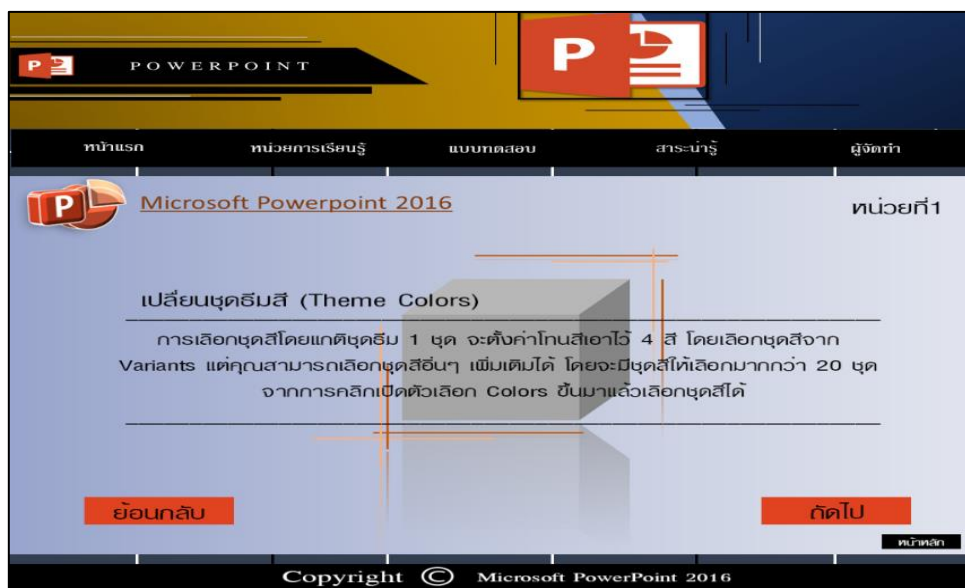 P
POWERPOINT
P
หน้าแรก หน่วยการเรียนรู้ แบบทดสอบ สาระน่ารู้ ผู้จัดทำ
P
Microsoft Powerpoint 2016
หน่วยที่1
เปลี่ยนชุดธีมสี (Theme Colors)
การเลือกชุดสีโดยแกติชุดธีม 1 ชุด จะตั้งค่าโทนสีเอาไว้ 4 สี โดยเลือกชุดสีจาก
Variants แต่คุณสามารถเลือกชุดสีอื่นๆ เพิ่มเติมได้ โดยจะมีชุดสีให้เลือกมากกว่า 20 ชุด
จากการคลิกเปิดตัวเลือก Colors ขึ้นมาแล้วเลือกชุดสีได้
ย้อนกลับ
ถัดไป
หน้าหลัก
Copyright © Microsoft PowerPoint 2016